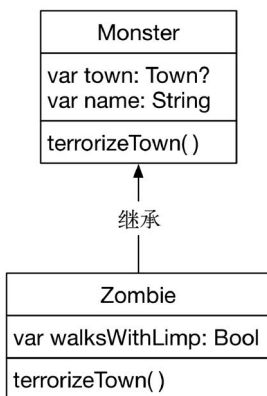 Monster
var town: Town?
var name: String
terrorizeTown( )
继承
Zombie
var walksWithLimp: Bool
terrorizeTown( )